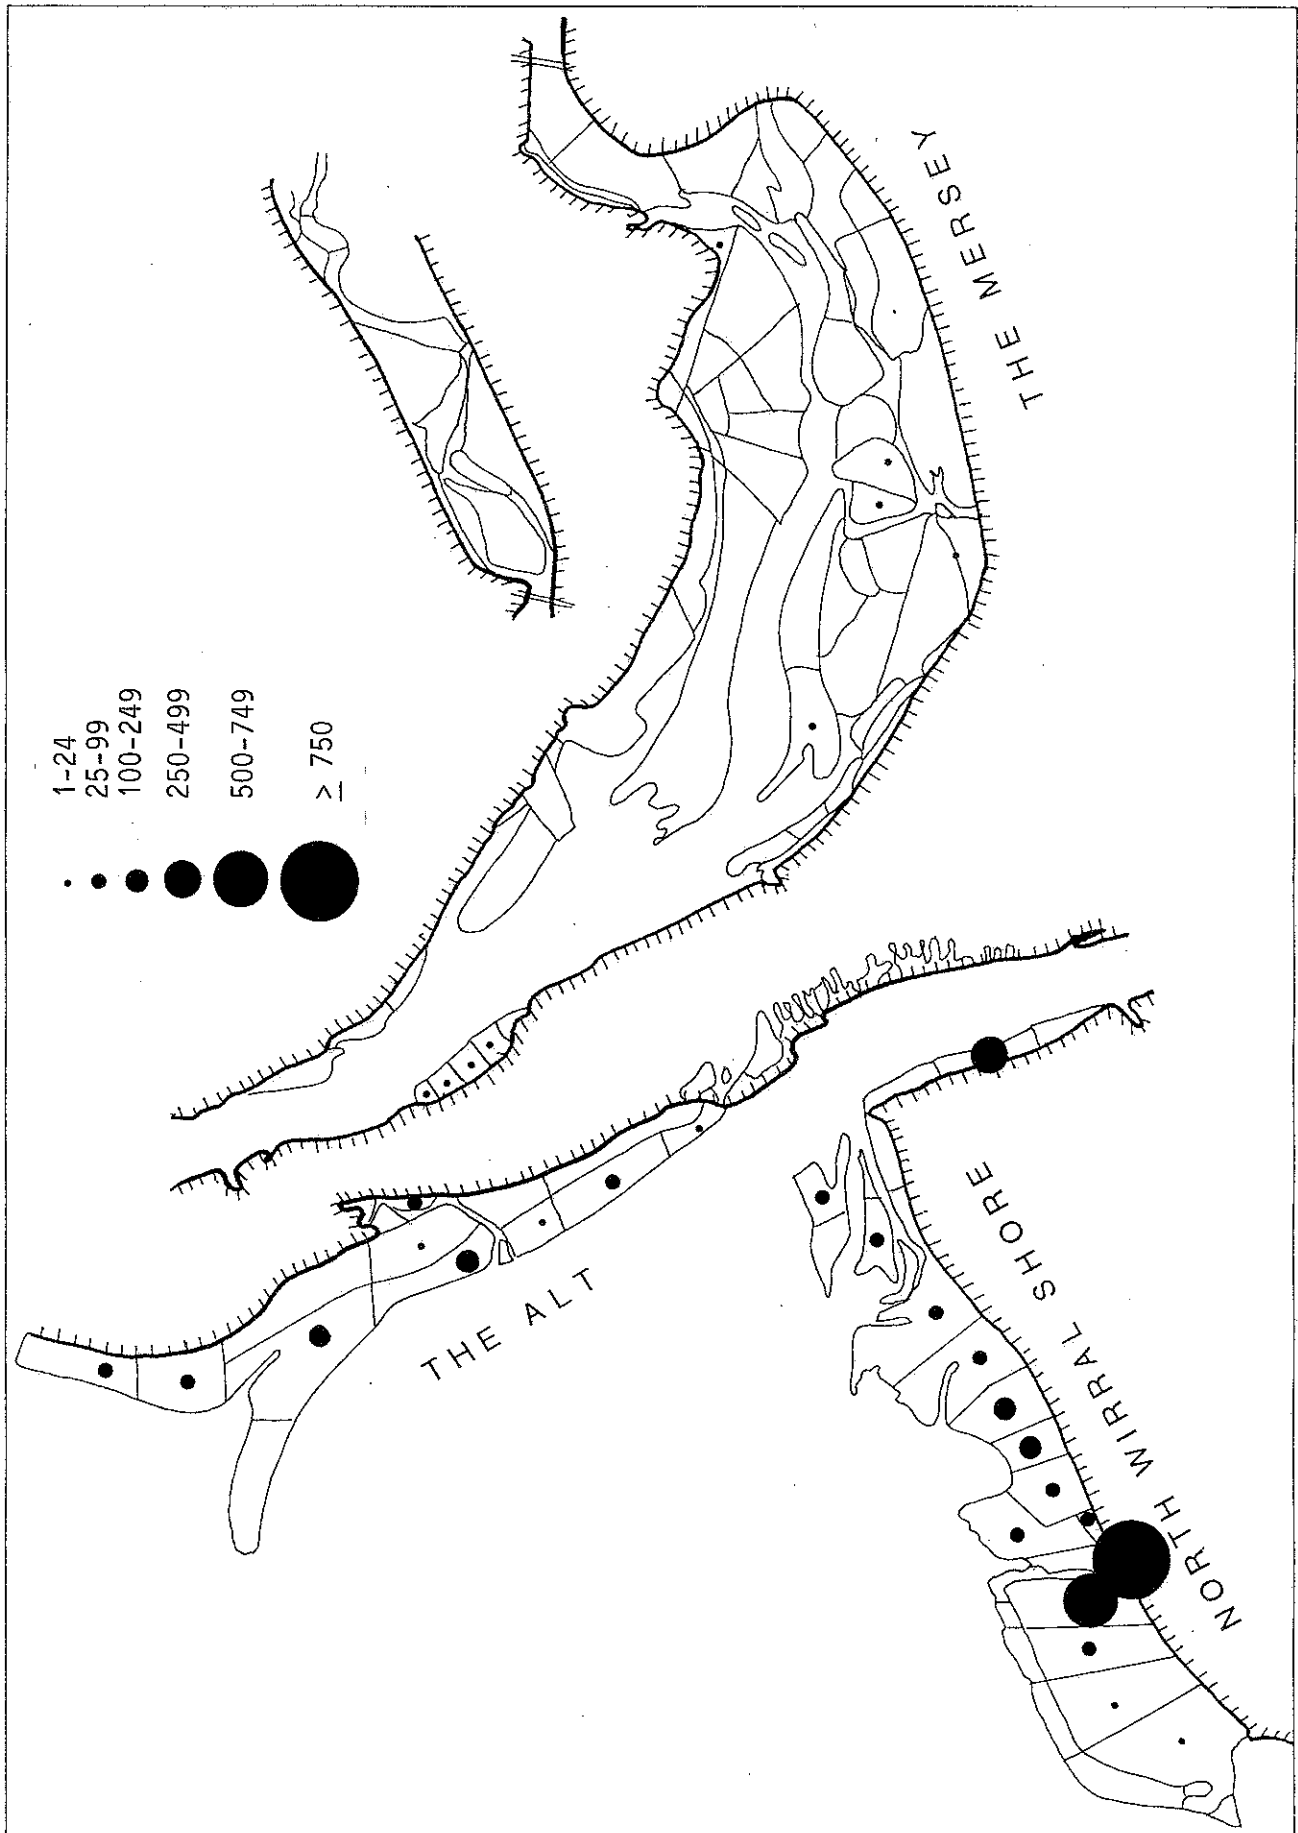 1-24
25-99
100-249
250-499
500-749
≥ 750
THE MERSEY
THE ALT
NORTH WIRRAL SHORE